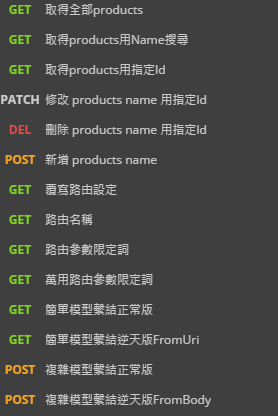 GET 取得全部products
GET 取得products用Name搜尋
GET 取得products用指定Id
PATCH 修改 products name 用指定Id
DEL 刪除 products name 用指定Id
POST 新增 products name
GET 覆寫路由設定
GET 路由名稱
GET 路由參數限定詞
GET 萬用路由參數限定詞
GET 簡單模型繫結正常版
GET 簡單模型繫結逆天版FromUri
POST 複雜模型繫結正常版
POST 複雜模型繫結逆天版FromBody